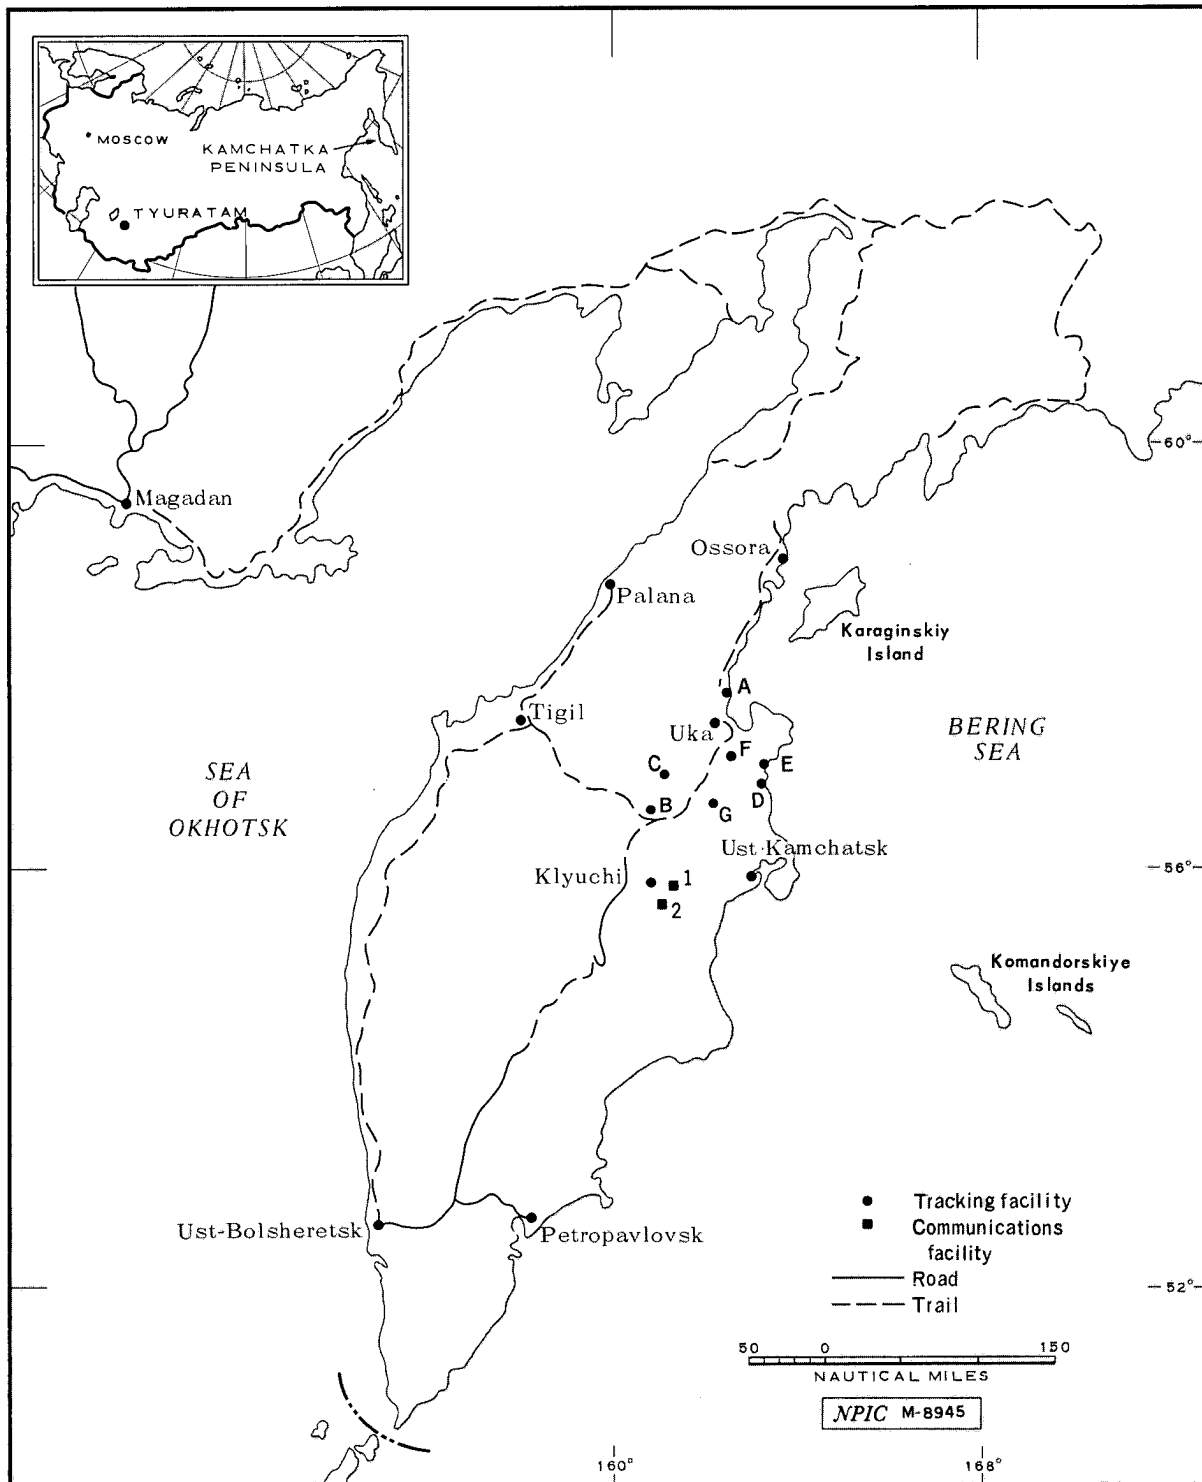 MOSCOW
KAMCHATKA
PENINSULA
TYURATAM
60°
Magadan
Ossora
Palana
Karaginskiy
Island
A
Tigil
Uka
BERING
SEA
F
E
C
SEA
OF
OKHOTSK
D
B
G
Ust-Kamchatsk
56°
Klyuchi
1
2
Komandorskiye
Islands
Tracking facility
Communications
facility
Ust-Bolsheretsk
Petropavlovsk
Road
52°
Trail
50 0 150
NAUTICAL MILES
NPIC M-8945
160°
168°